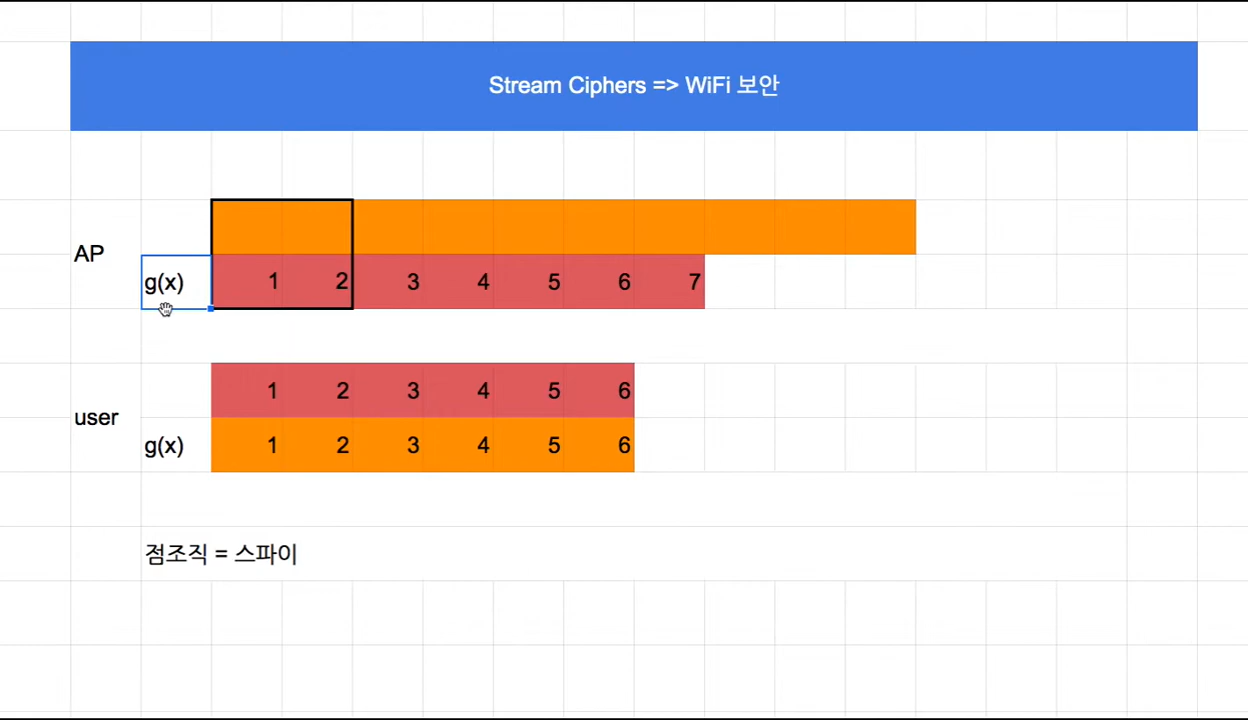 Stream Ciphers => WiFi 보안
AP
g(x) 1 2 3 4 5 6 7
user
1 2 3 4 5 6
g(x) 1 2 3 4 5 6
점조직 = 스파이